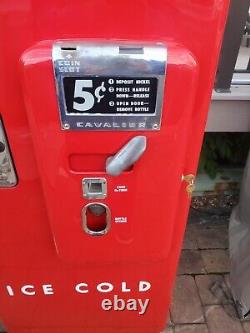 COIN
SLOT
5¢
1 DEPOSIT NICKEL
2 PRESS HANDLE
DOWN—RELEASE
3 OPEN DOOR—
REMOVE BOTTLE
CAVALIER
COIN
RETURN
BOTTLE
ICE COLD